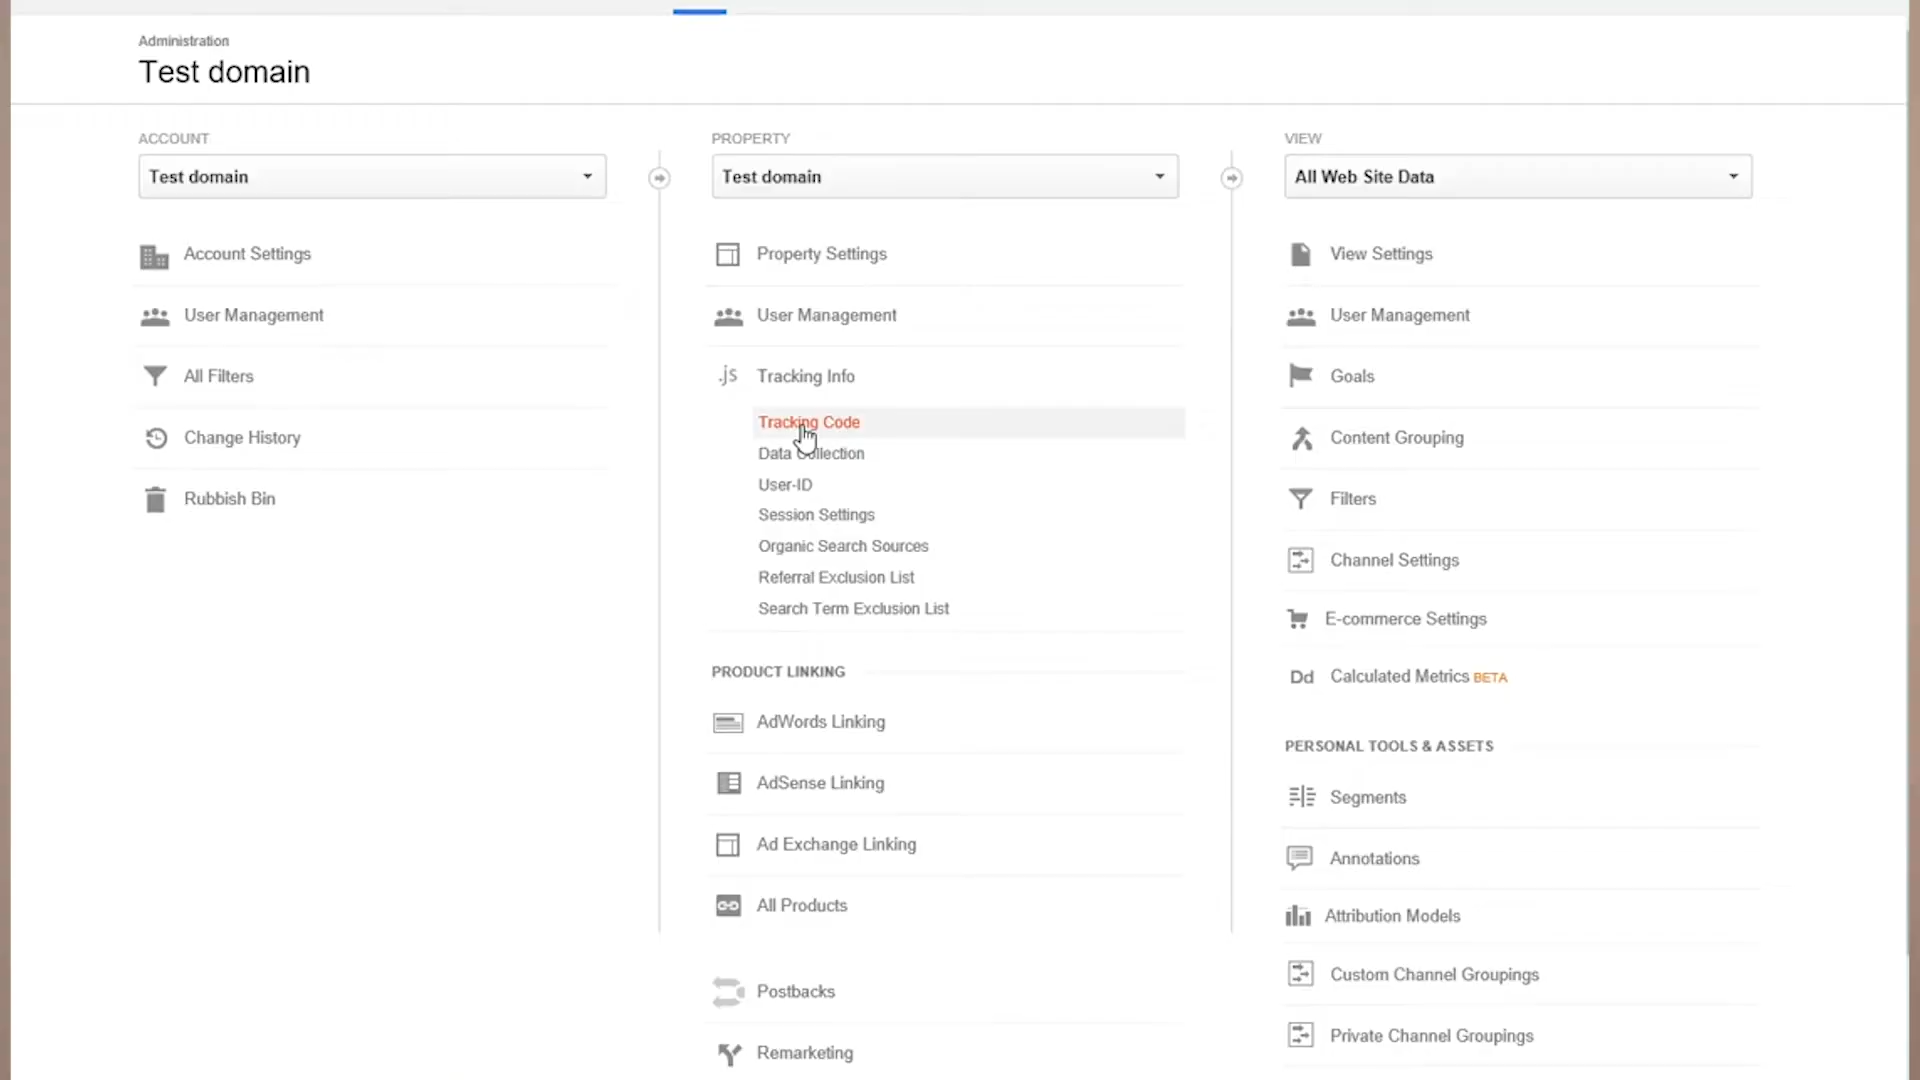 Administration
Test domain
ACCOUNT
Test domain
Account Settings
User Management
All Filters
Change History
Rubbish Bin
PROPERTY
Test domain
Property Settings
User Management
.js Tracking Info
Tracking Code
Data Collection
User-ID
Session Settings
Organic Search Sources
Referral Exclusion List
Search Term Exclusion List
PRODUCT LINKING
AdWords Linking
AdSense Linking
Ad Exchange Linking
All Products
Postbacks
Remarketing
VIEW
All Web Site Data
View Settings
User Management
Goals
Content Grouping
Filters
Channel Settings
E-commerce Settings
Dd Calculated Metrics BETA
PERSONAL TOOLS & ASSETS
Segments
Annotations
Attribution Models
Custom Channel Groupings
Private Channel Groupings